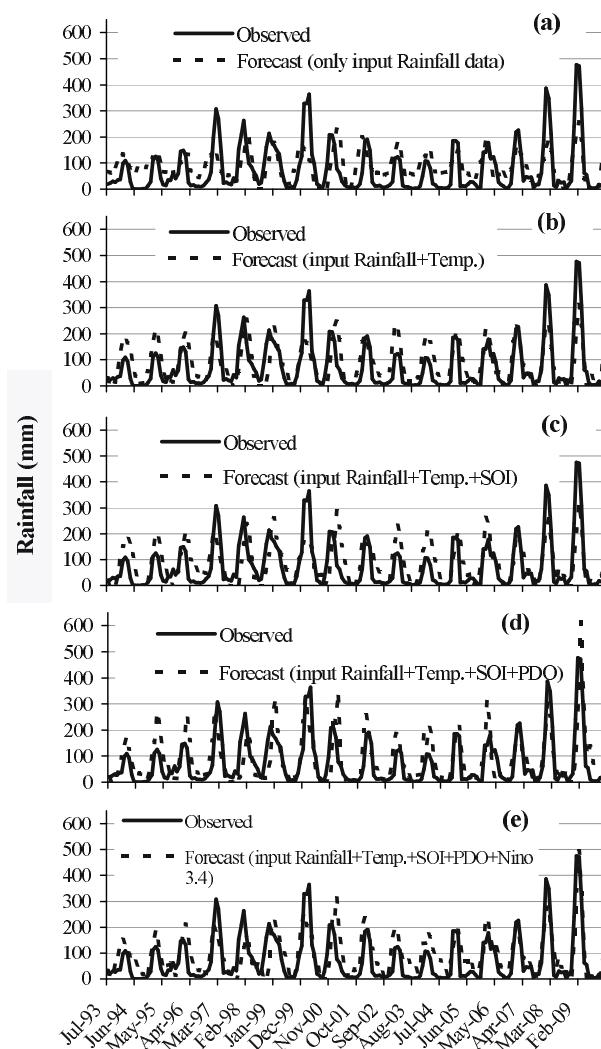 (a)
600
500
400
300
200
100
0
Observed
Forecast (only input Rainfall data)
(b)
600
500
400
300
200
100
0
Observed
Forecast (input Rainfall+Temp.)
Rainfall (mm)
(c)
600
500
400
300
200
100
0
Observed
Forecast (input Rainfall+Temp.+SOI)
(d)
600
500
400
300
200
100
0
Observed
Forecast (input Rainfall+Temp.+SOI+PDO)
(e)
600
500
400
300
200
100
0
Observed
Forecast (input Rainfall+Temp.+SOI+PDO+Nino
3.4)
Jul-93
Jun-94
May-95
Apr-96
Mar-97
Feb-98
Jan-99
Dec-99
Nov-00
Oct-01
Sep-02
Aug-03
Jul-04
Jun-05
May-06
Apr-07
Mar-08
Feb-09